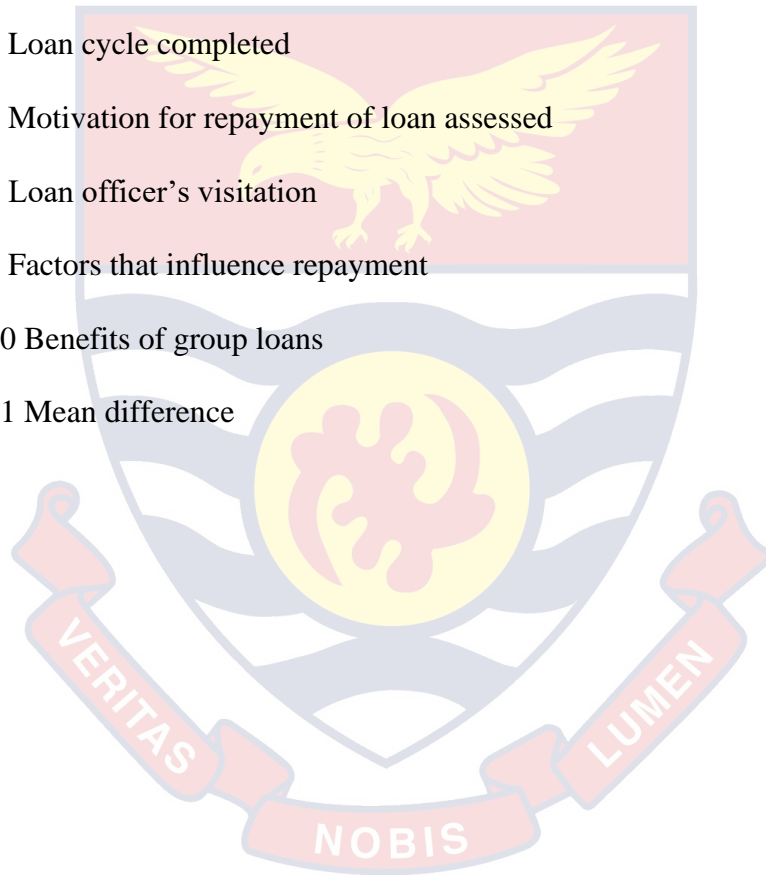 Loan cycle completed
Motivation for repayment of loan assessed
Loan officer’s visitation
Factors that influence repayment
0 Benefits of group loans
1 Mean difference
VERITAS
NOBIS
LUMEN